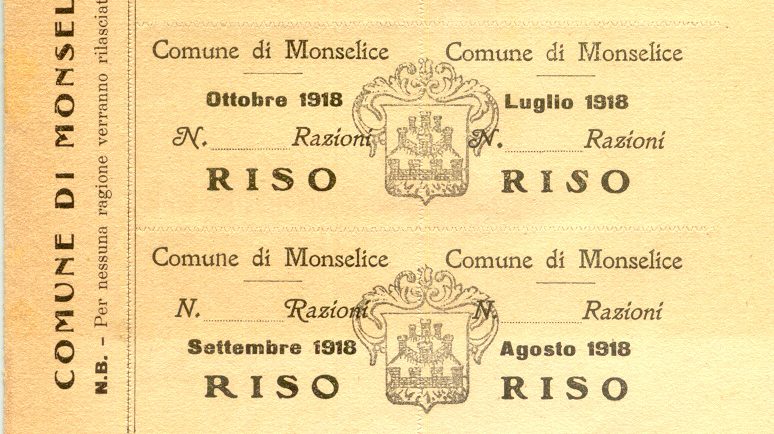 COMUNE DI MONSEL
N.B. - Per nessuna ragione verranno rilasciat
Comune di Monselice
Ottobre 1918
N. Razioni
RISO
Comune di Monselice
Luglio 1918
N. Razioni
RISO
Comune di Monselice
N. Razioni
Settembre 1918
RISO
Comune di Monselice
N. Razioni
Agosto 1918
RISO